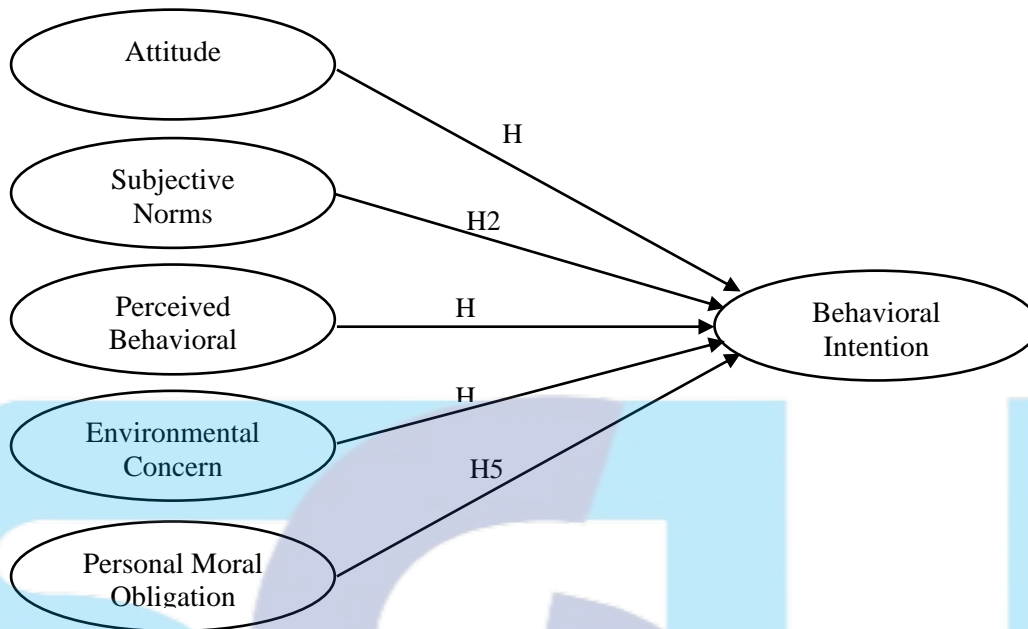 Attitude
H
Subjective
Norms
H2
Perceived
Behavioral
H
Behavioral
Intention
H
Environmental
Concern
H5
Personal Moral
Obligation